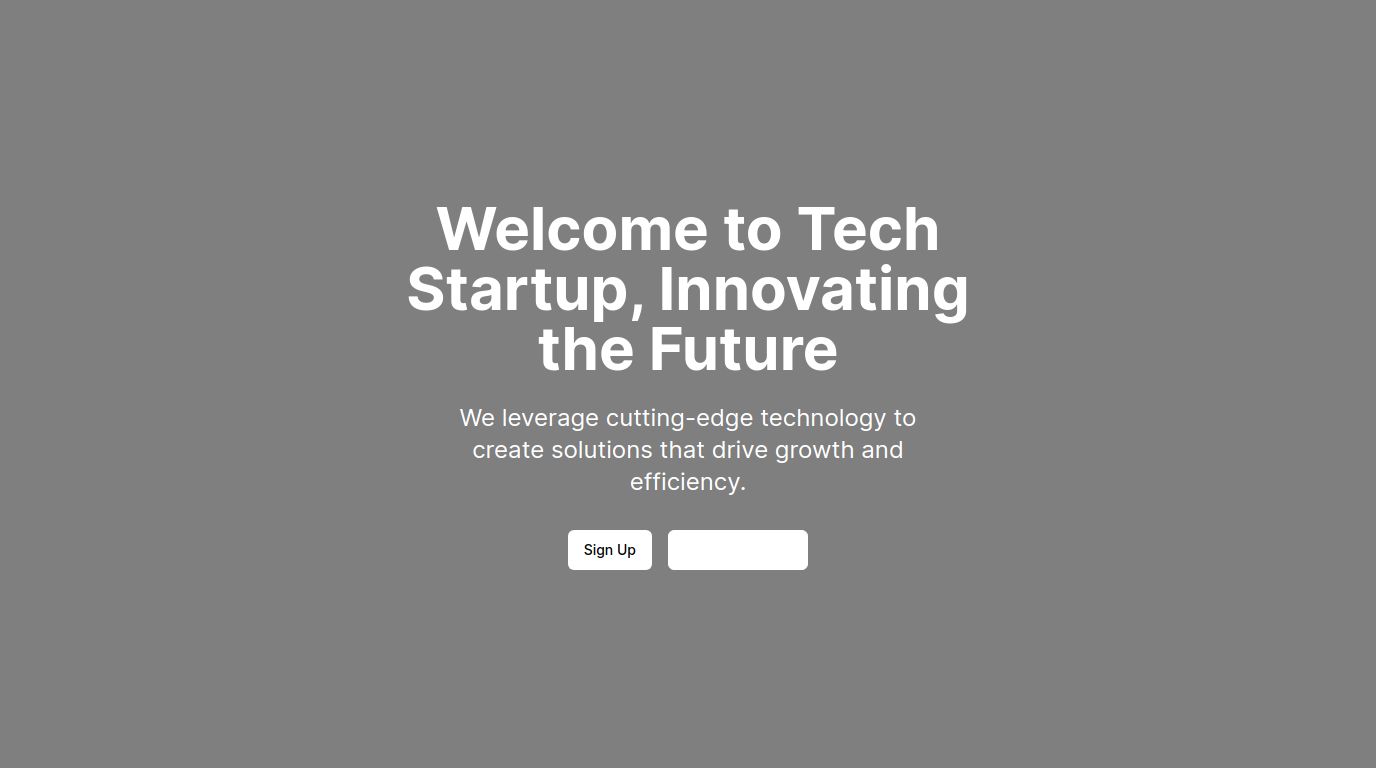 Welcome to Tech
Startup, Innovating
the Future
We leverage cutting-edge technology to
create solutions that drive growth and
efficiency.
Sign Up